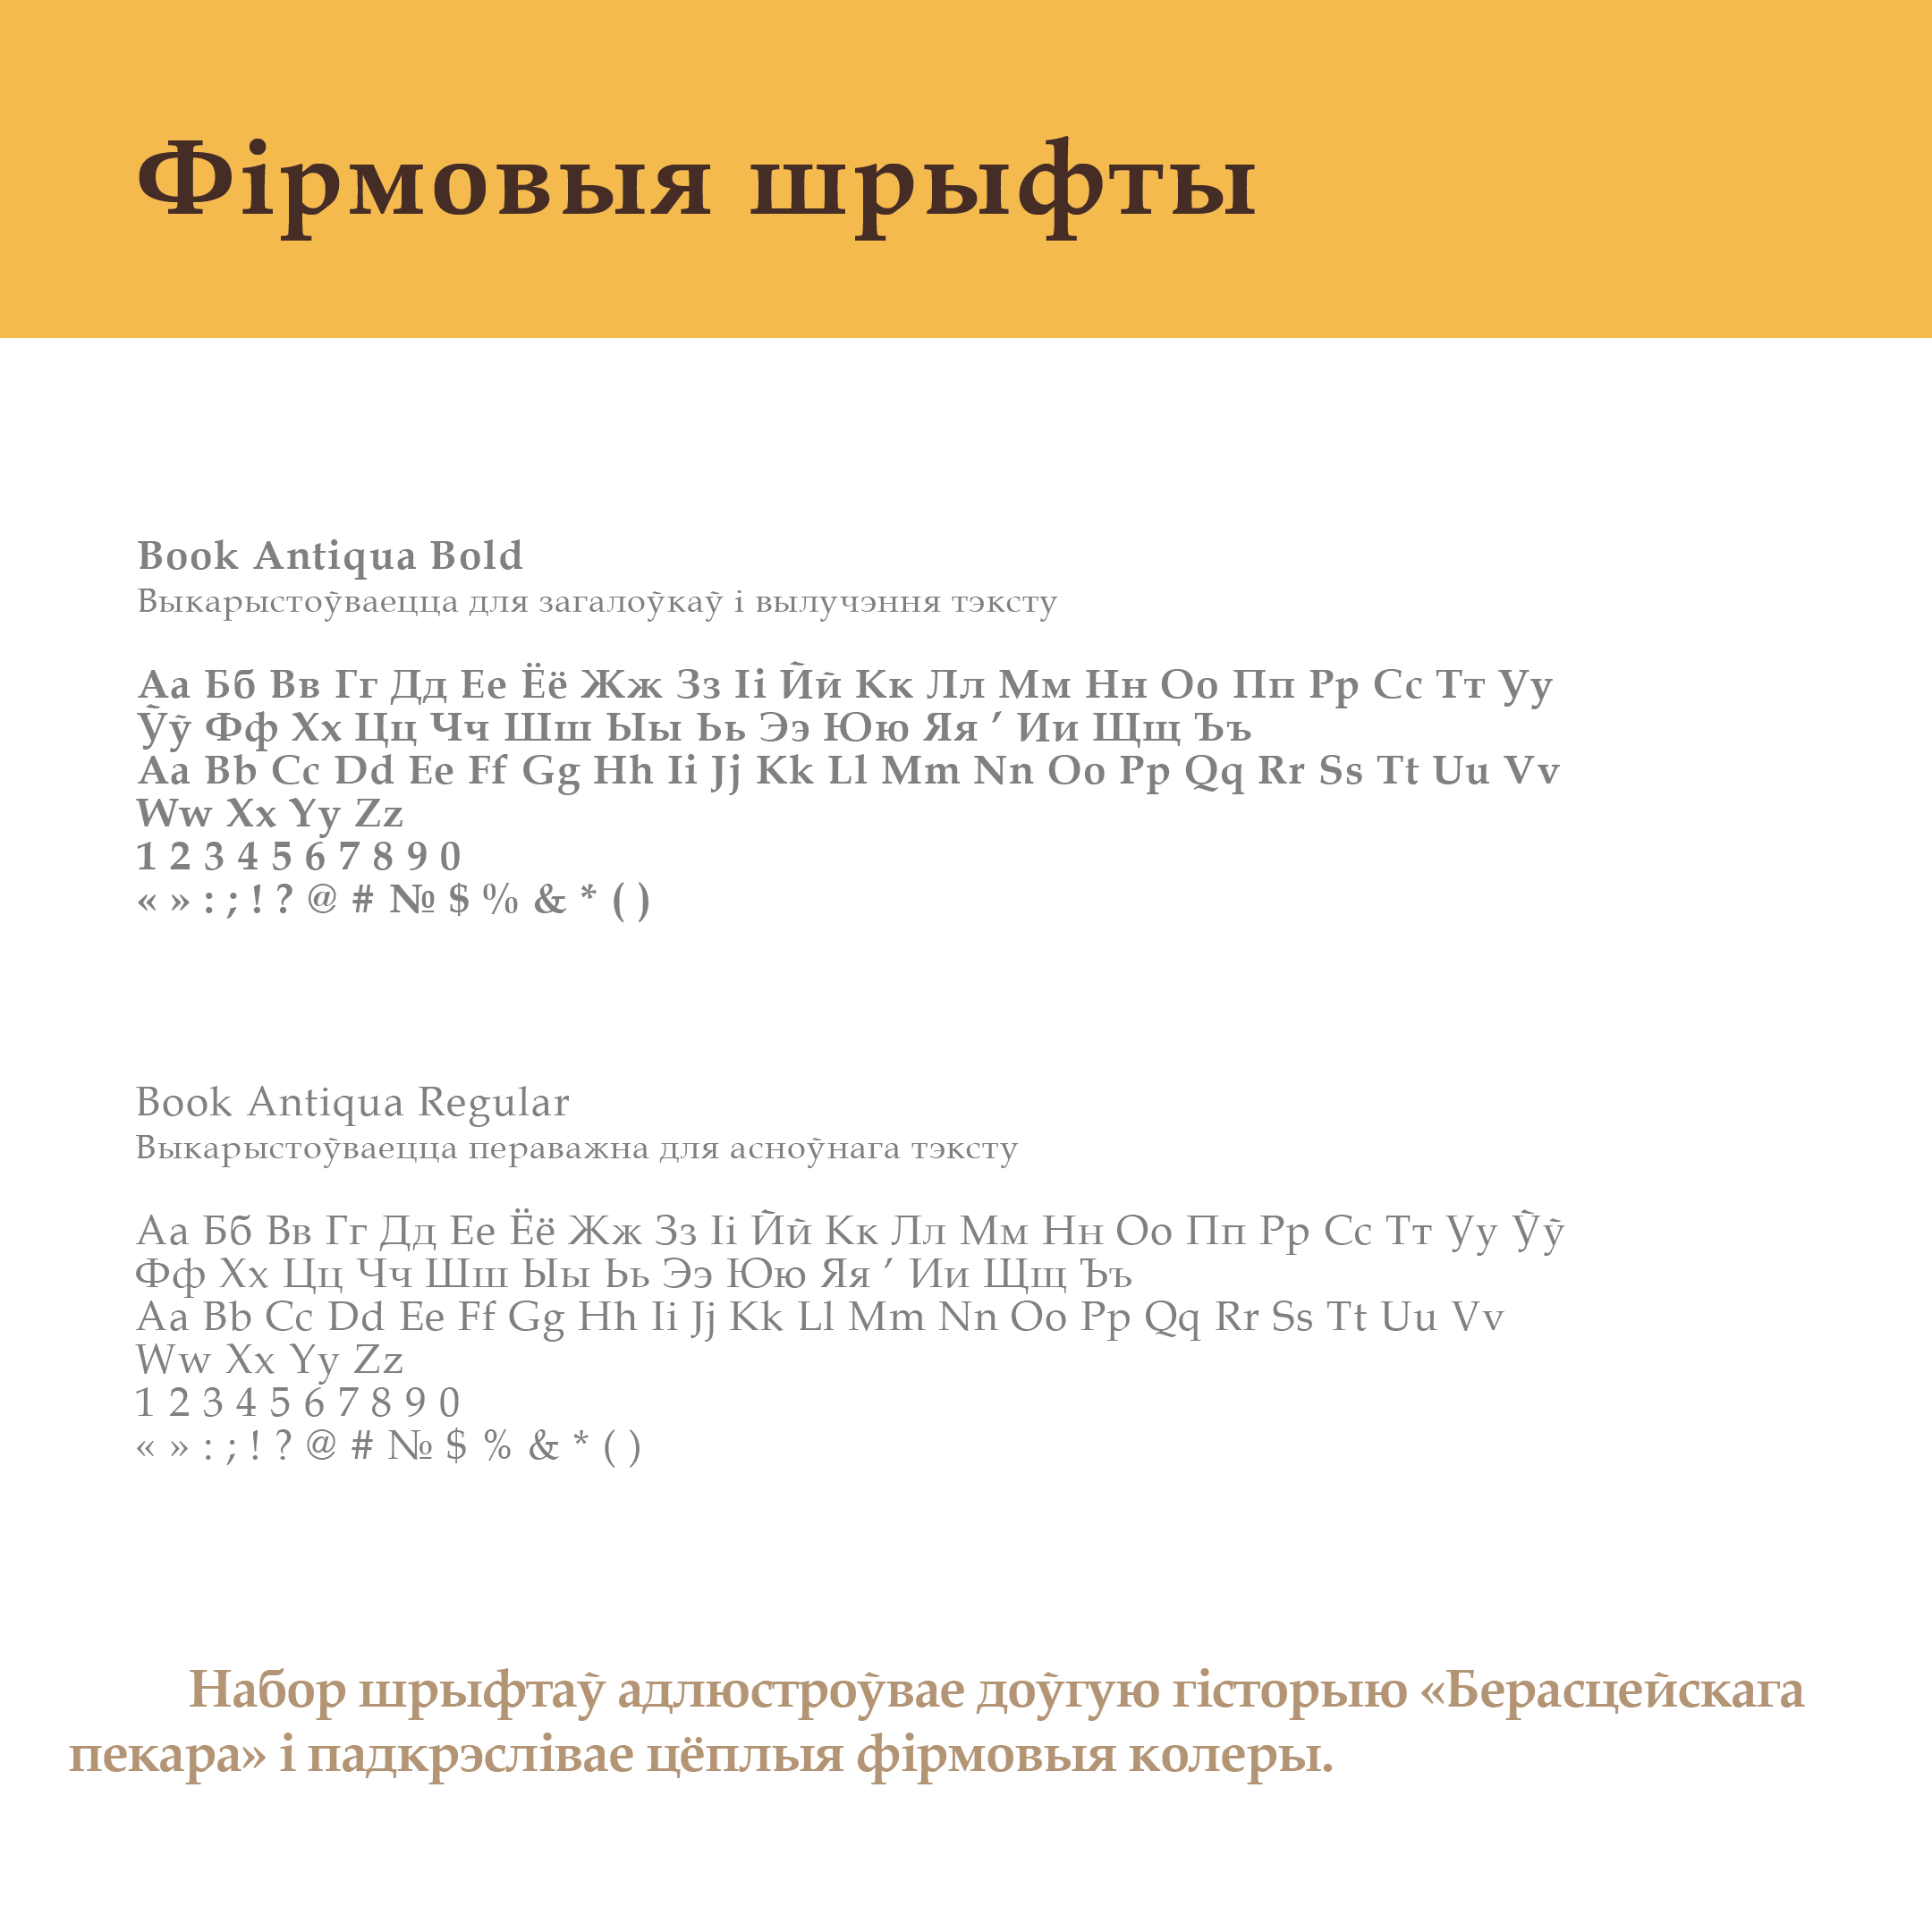 Фірмовыя шрыфты
Book Antiqua Bold
Выкарыстоўваецца для загалоўкаў і вылучэння тэксту
Аа Бб Вв Гг Дд Ее Ёё Жж Зз Іі Йй Кк Лл Мм Нн Оо Пп Рр Сс Тт Уу
Ўў Фф Хх Цц Чч Шш Ыы Ьь Ээ Юю Яя ′ Ии Щщ Ъъ
Aa Bb Cc Dd Ee Ff Gg Hh Ii Jj Kk Ll Mm Nn Oo Pp Qq Rr Ss Tt Uu Vv
Ww Xx Yy Zz
1 2 3 4 5 6 7 8 9 0
« » : ; ! ? @ # № $ % & * ( )
Book Antiqua Regular
Выкарыстоўваецца пераважна для асноўнага тэксту
Аа Бб Вв Гг Дд Ее Ёё Жж Зз Іі Йй Кк Лл Мм Нн Оо Пп Рр Сс Тт Уу Ўў
Фф Хх Цц Чч Шш Ыы Ьь Ээ Юю Яя ′ Ии Щщ Ъъ
Aa Bb Cc Dd Ee Ff Gg Hh Ii Jj Kk Ll Mm Nn Oo Pp Qq Rr Ss Tt Uu Vv
Ww Xx Yy Zz
1 2 3 4 5 6 7 8 9 0
« » : ; ! ? @ # № $ % & * ( )
Набор шрыфтаў адлюстроўвае доўгую гісторыю «Берасцейскага
пекара» і падкрэслівае цёплыя фірмовыя колеры.